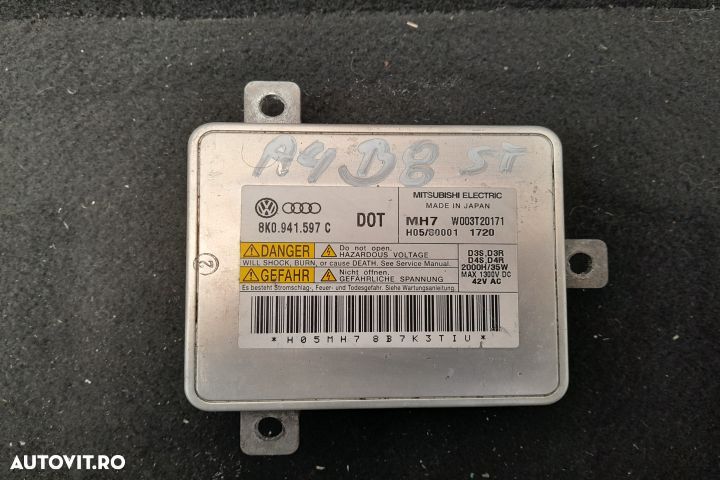 A4 B8 ST
MITSUBISHI ELECTRIC
MADE IN JAPAN
8K0.941.597 C
DOT
MH7 W003T20171
H05/80001 1720
DANGER
Do not open.
HAZARDOUS VOLTAGE
WILL SHOCK, BURN, or cause DEATH. See Service Manual.
GEFAHR
Nicht öffnen.
GEFÄHRLICHE SPANNUNG
Es besteht Stromschlag-, Feuer- und Todesgefahr. Siehe Wartungsanleitung.
D3S,D3R
D4S,D4R
2000H/35W
MAX 1300V DC
42V AC
2
* H 0 5 M H 7 8 B 7 K 3 T I U *
AUTOVIT.RO